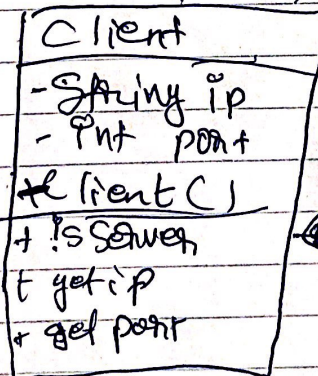 Client
- String ip
- int port
+ Client()
+ isServer
+ getip
+ get port